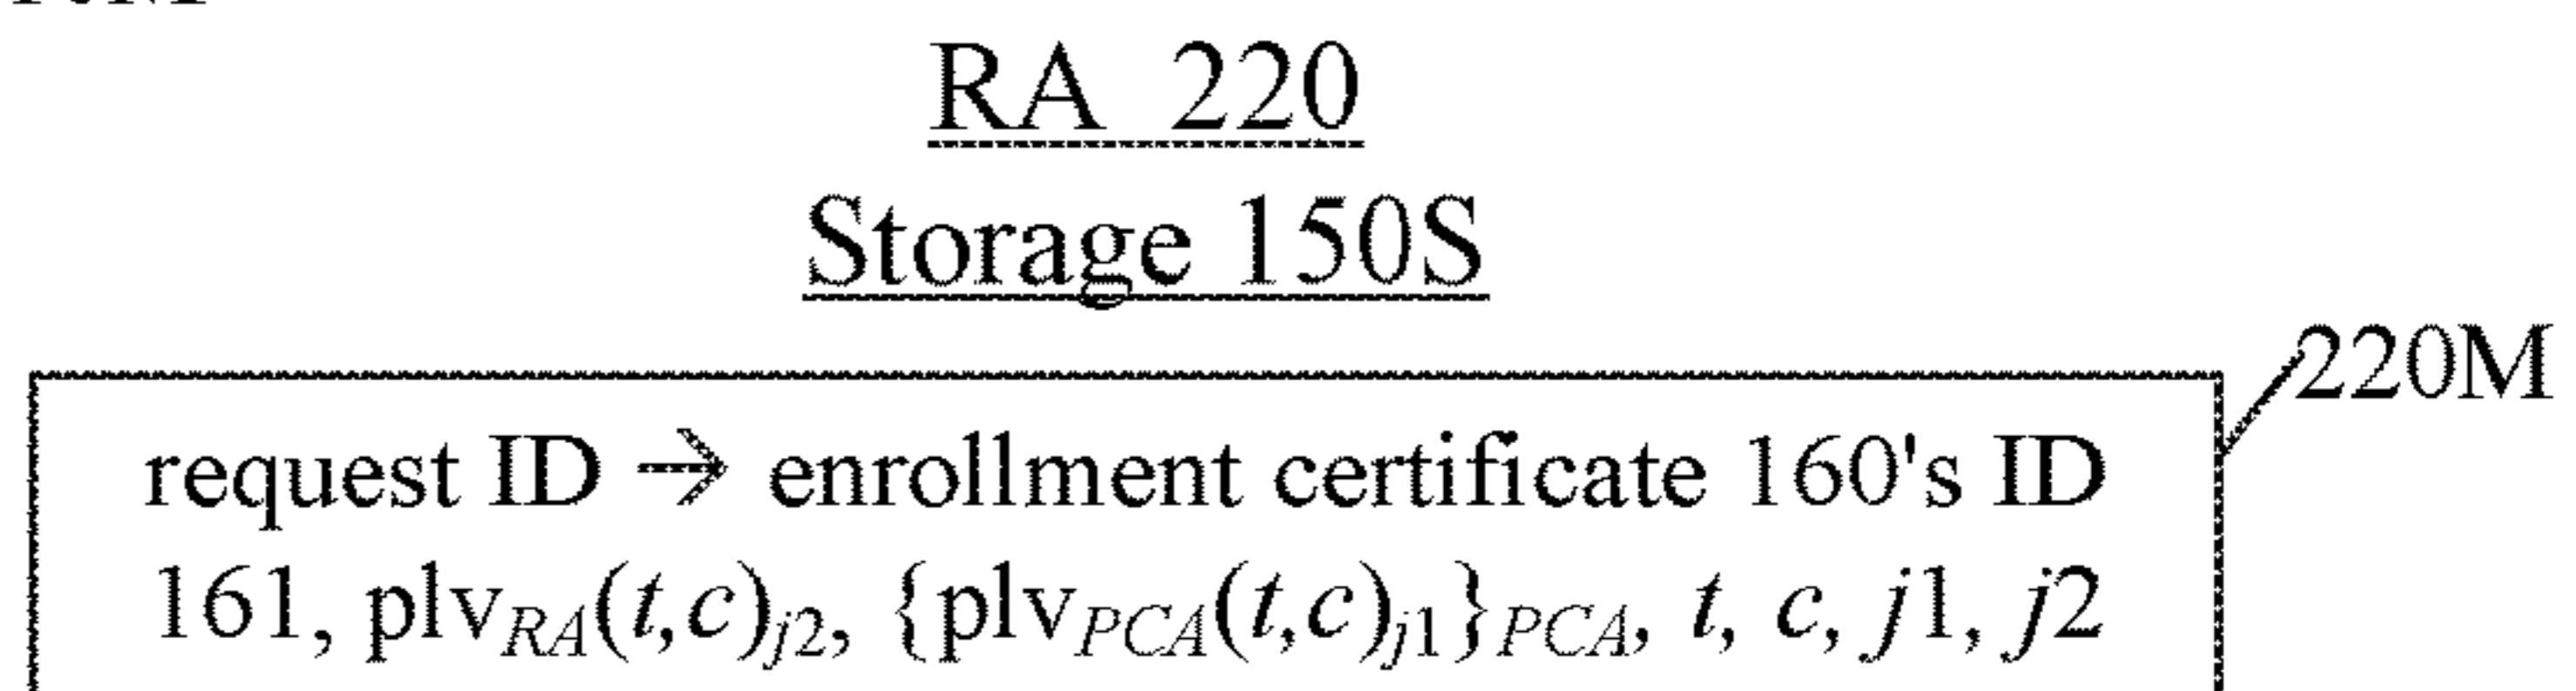 RA 220
Storage 150S
220M
request ID → enrollment certificate 160's ID
161, plv_RA(t,c)_j2, {plv_PCA(t,c)_j1}_PCA, t, c, j1, j2